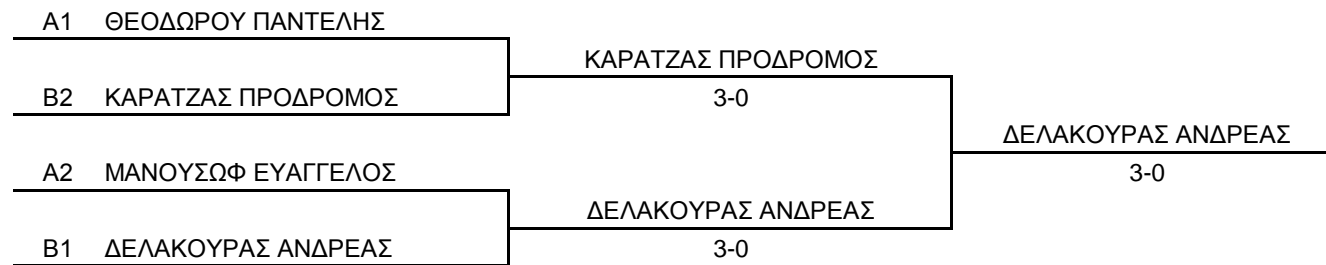 A1 ΘΕΟΔΩΡΟΥ ΠΑΝΤΕΛΗΣ
ΚΑΡΑΤΖΑΣ ΠΡΟΔΡΟΜΟΣ
B2 ΚΑΡΑΤΖΑΣ ΠΡΟΔΡΟΜΟΣ
3-0
ΔΕΛΑΚΟΥΡΑΣ ΑΝΔΡΕΑΣ
A2 ΜΑΝΟΥΣΩΦ ΕΥΑΓΓΕΛΟΣ
3-0
ΔΕΛΑΚΟΥΡΑΣ ΑΝΔΡΕΑΣ
B1 ΔΕΛΑΚΟΥΡΑΣ ΑΝΔΡΕΑΣ
3-0